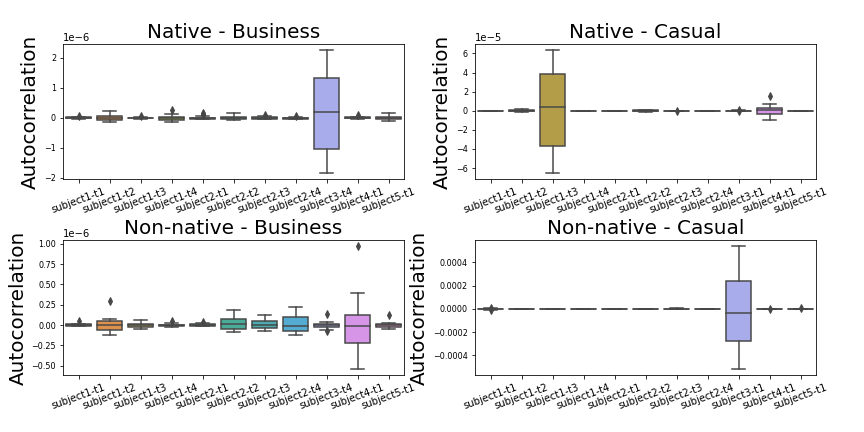 Native - Business
1e−6
Autocorrelation
2
1
0
−1
−2
subject1-t1 subject1-t2 subject1-t3 subject1-t4 subject2-t1 subject2-t2 subject2-t3 subject2-t4 subject3-t1 subject4-t1 subject5-t1
Native - Casual
1e−5
Autocorrelation
6
4
2
0
−2
−4
−6
subject1-t1 subject1-t2 subject1-t3 subject1-t4 subject2-t1 subject2-t2 subject2-t3 subject2-t4 subject3-t1 subject4-t1 subject5-t1
Non-native - Business
1e−6
Autocorrelation
1.00
0.75
0.50
0.25
0.00
−0.25
−0.50
subject1-t1 subject1-t2 subject1-t3 subject1-t4 subject2-t1 subject2-t2 subject2-t3 subject2-t4 subject3-t1 subject4-t1 subject5-t1
Non-native - Casual
Autocorrelation
0.0004
0.0002
0.0000
−0.0002
−0.0004
subject1-t1 subject1-t2 subject1-t3 subject1-t4 subject2-t1 subject2-t2 subject2-t3 subject2-t4 subject3-t1 subject4-t1 subject5-t1